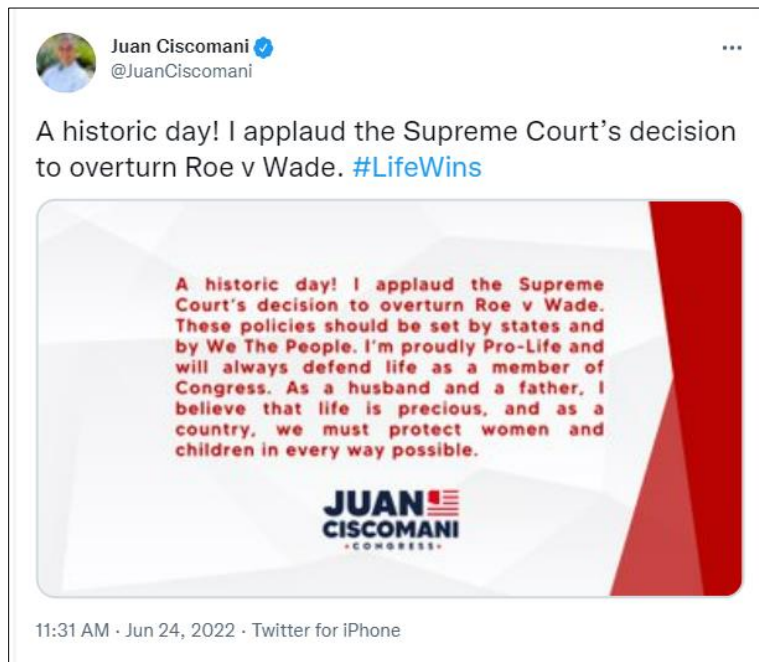 Juan Ciscomani
@JuanCiscomani
A historic day! I applaud the Supreme Court’s decision
to overturn Roe v Wade. #LifeWins
A historic day! I applaud the Supreme
Court's decision to overturn Roe v Wade.
These policies should be set by states and
by We The People. I'm proudly Pro-Life and
will always defend life as a member of
Congress. As a husband and a father, I
believe that life is precious, and as a
country, we must protect women and
children in every way possible.
JUAN
CISCOMANI
•CONGRESS•
11:31 AM · Jun 24, 2022 · Twitter for iPhone